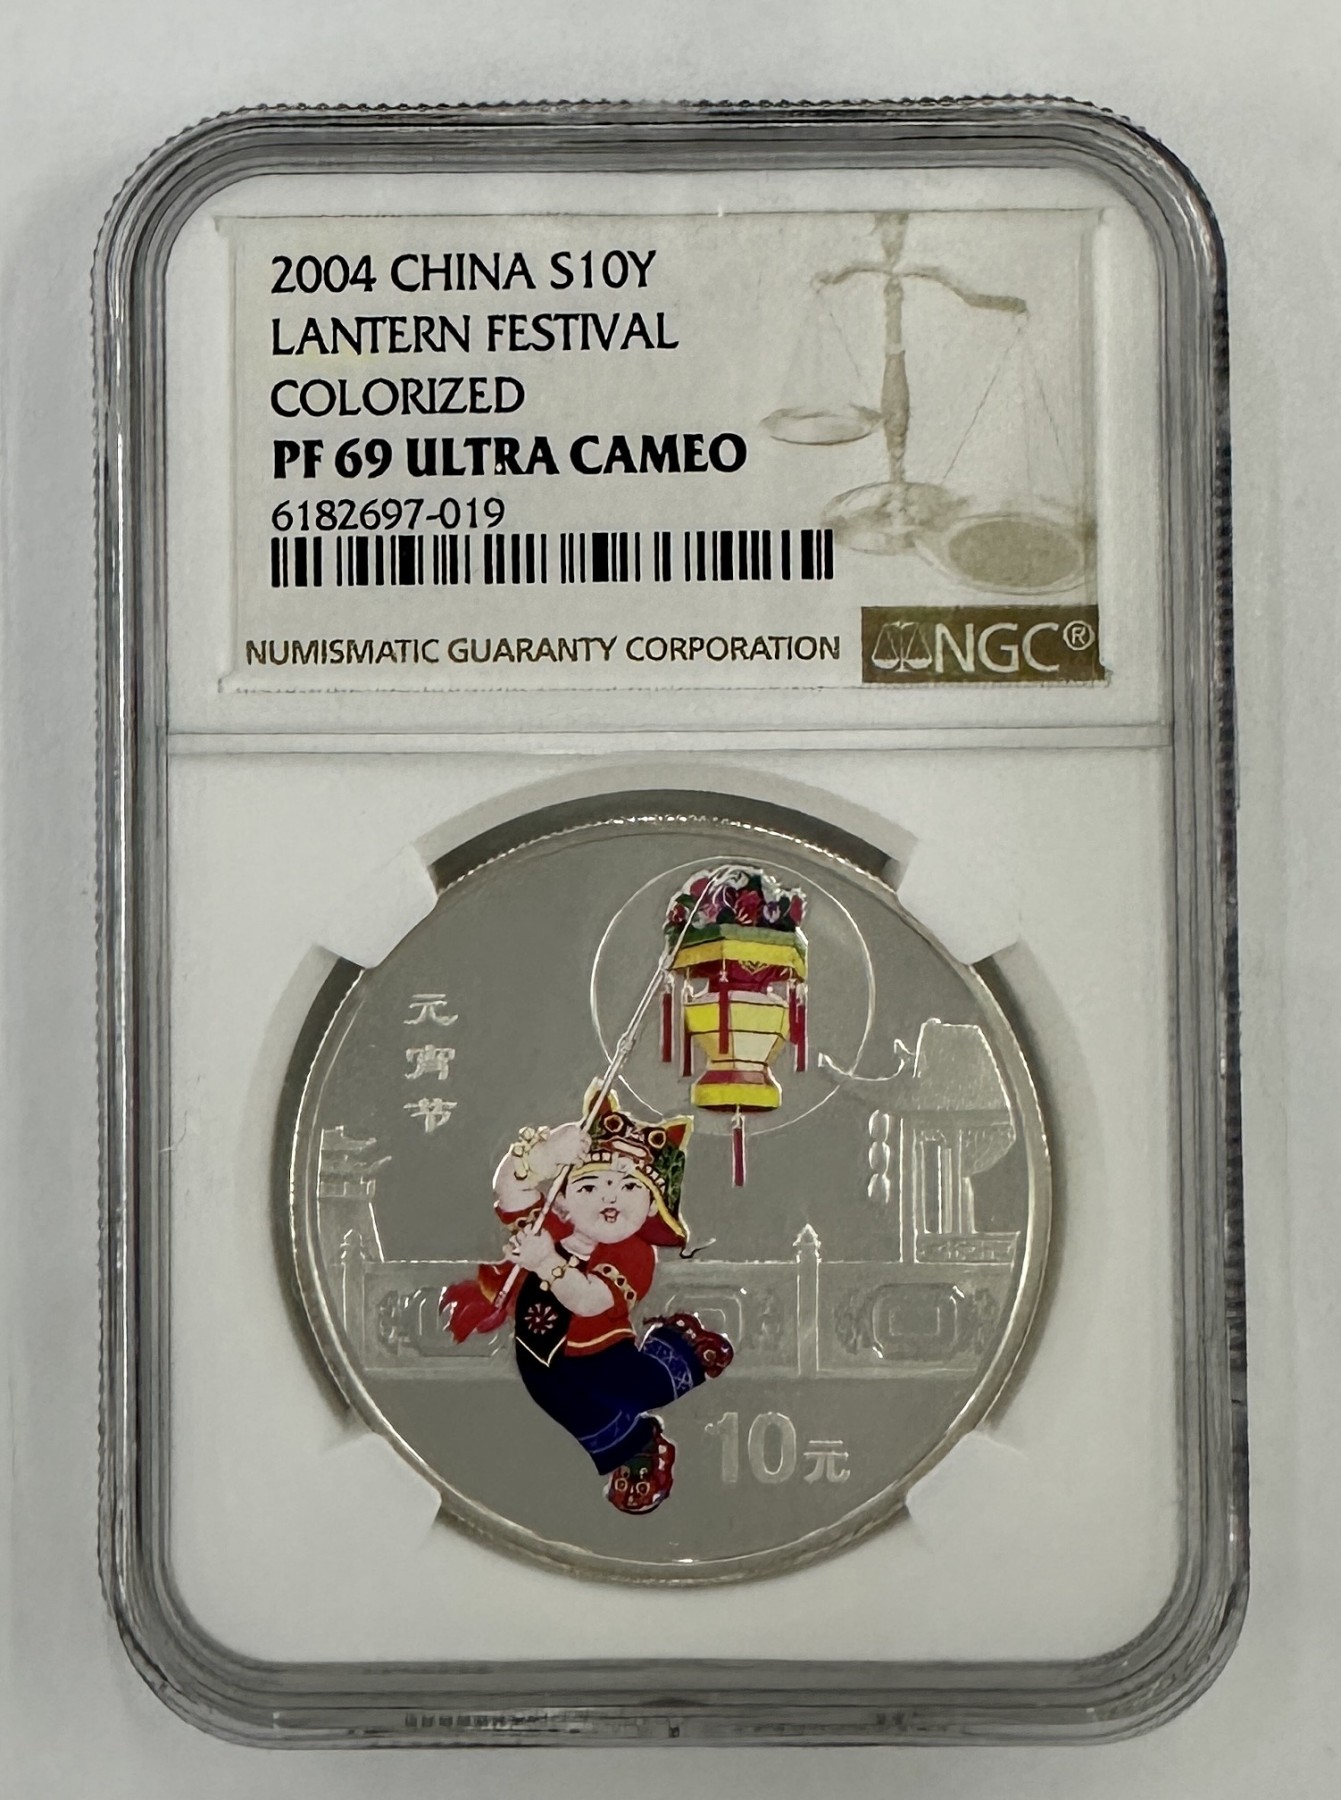 2004 CHINA S10Y
LANTERN FESTIVAL
COLORIZED
PF 69 ULTRA CAMEO
6182697-019
NUMISMATIC GUARANTY CORPORATION
NGC®
元
宵
节
10元